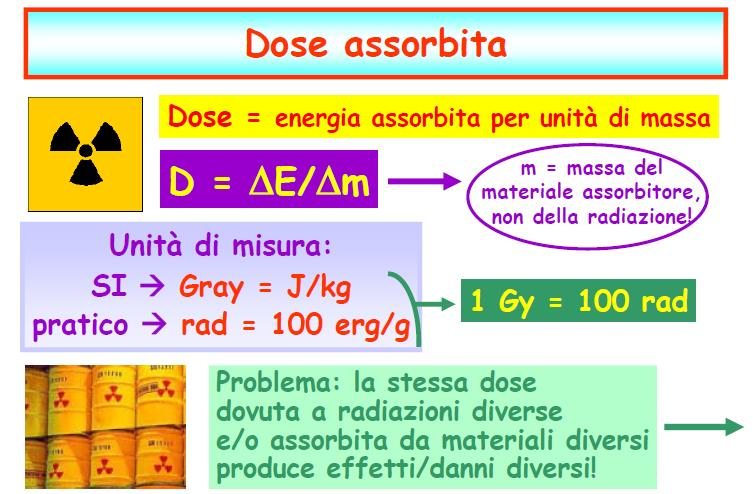 Dose assorbita
Dose = energia assorbita per unità di massa
D = ΔE/Δm
m = massa del
materiale assorbitore,
non della radiazione!
Unità di misura:
SI → Gray = J/kg
pratico → rad = 100 erg/g
1 Gy = 100 rad
Problema: la stessa dose
dovuta a radiazioni diverse
e/o assorbita da materiali diversi
produce effetti/danni diversi!